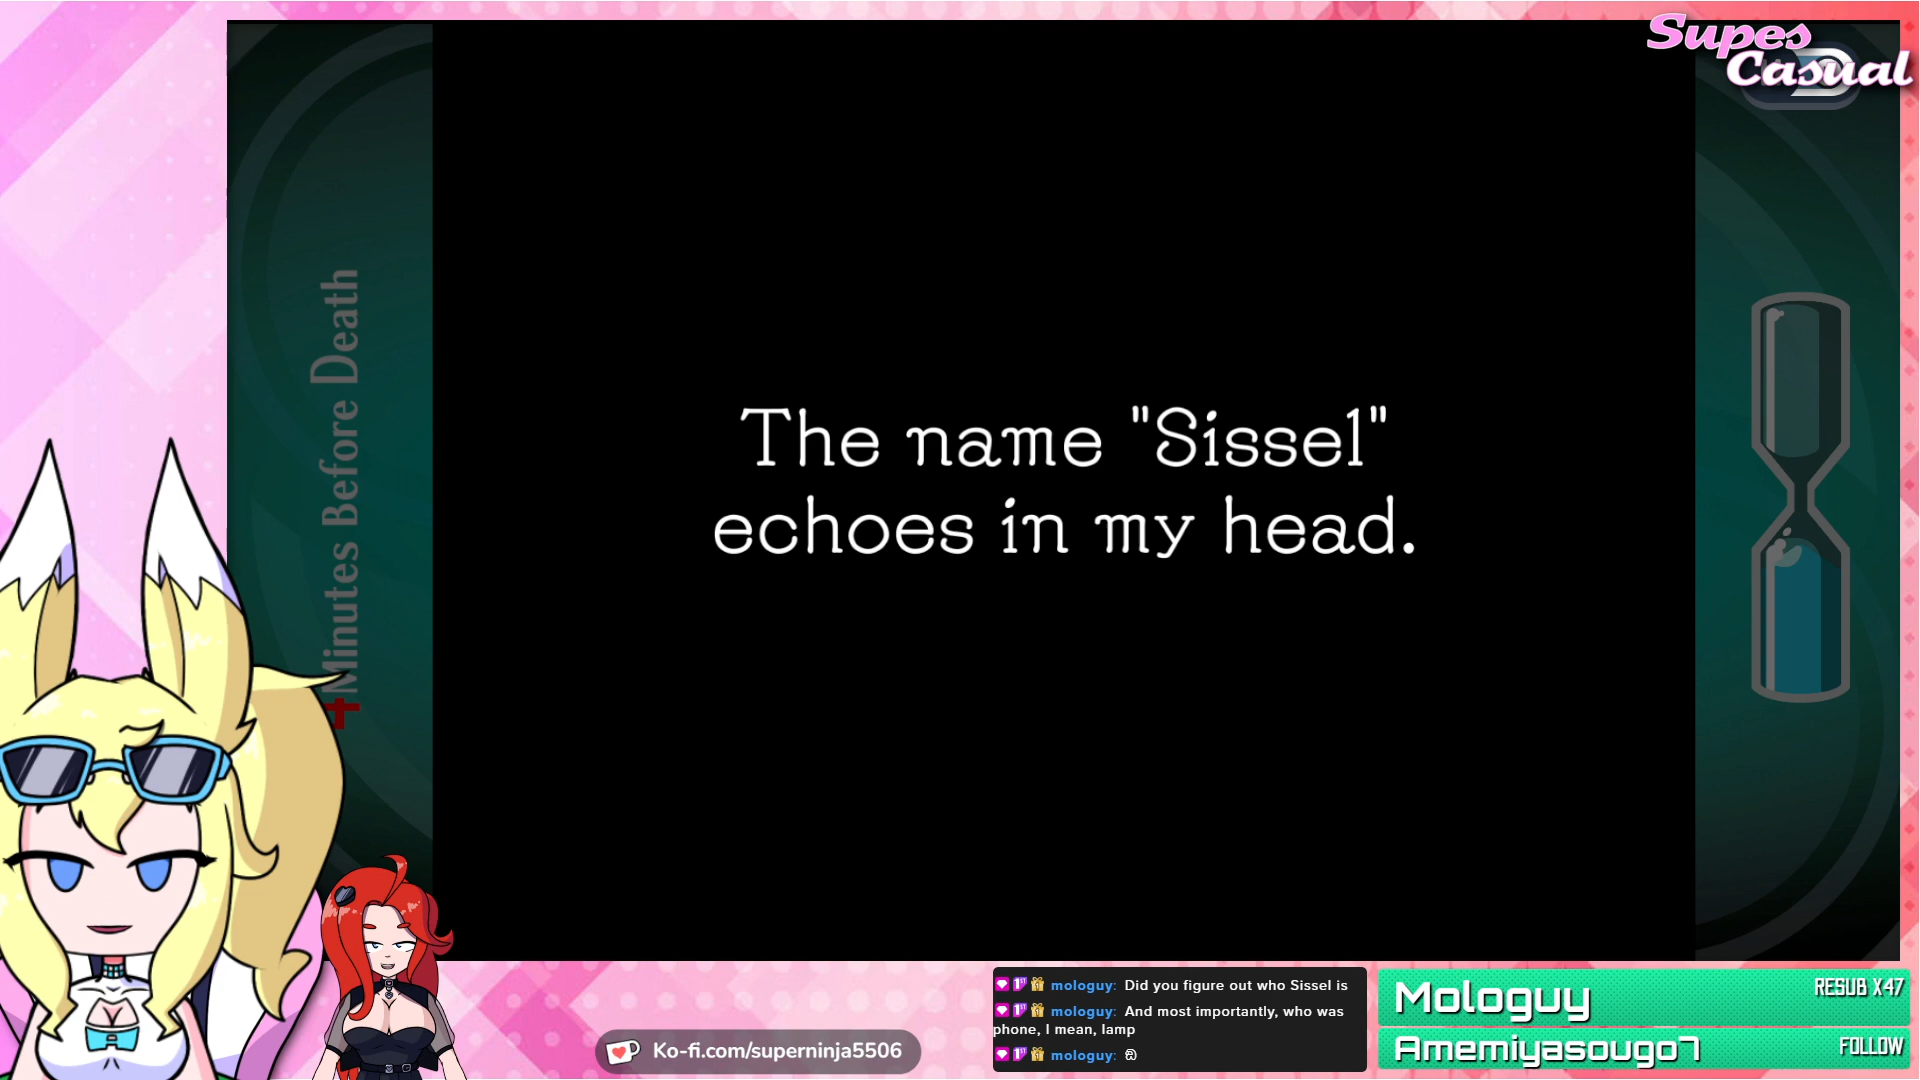 Supes
Casual
Minutes Before Death
The name "Sissel"
echoes in my head.
mologuy: Did you figure out who Sissel is
mologuy: And most importantly, who was
phone, I mean, lamp
mologuy:
Ko-fi.com/superninja5506
Mologuy
RESUB X47
Amemiyasougo7
FOLLOW